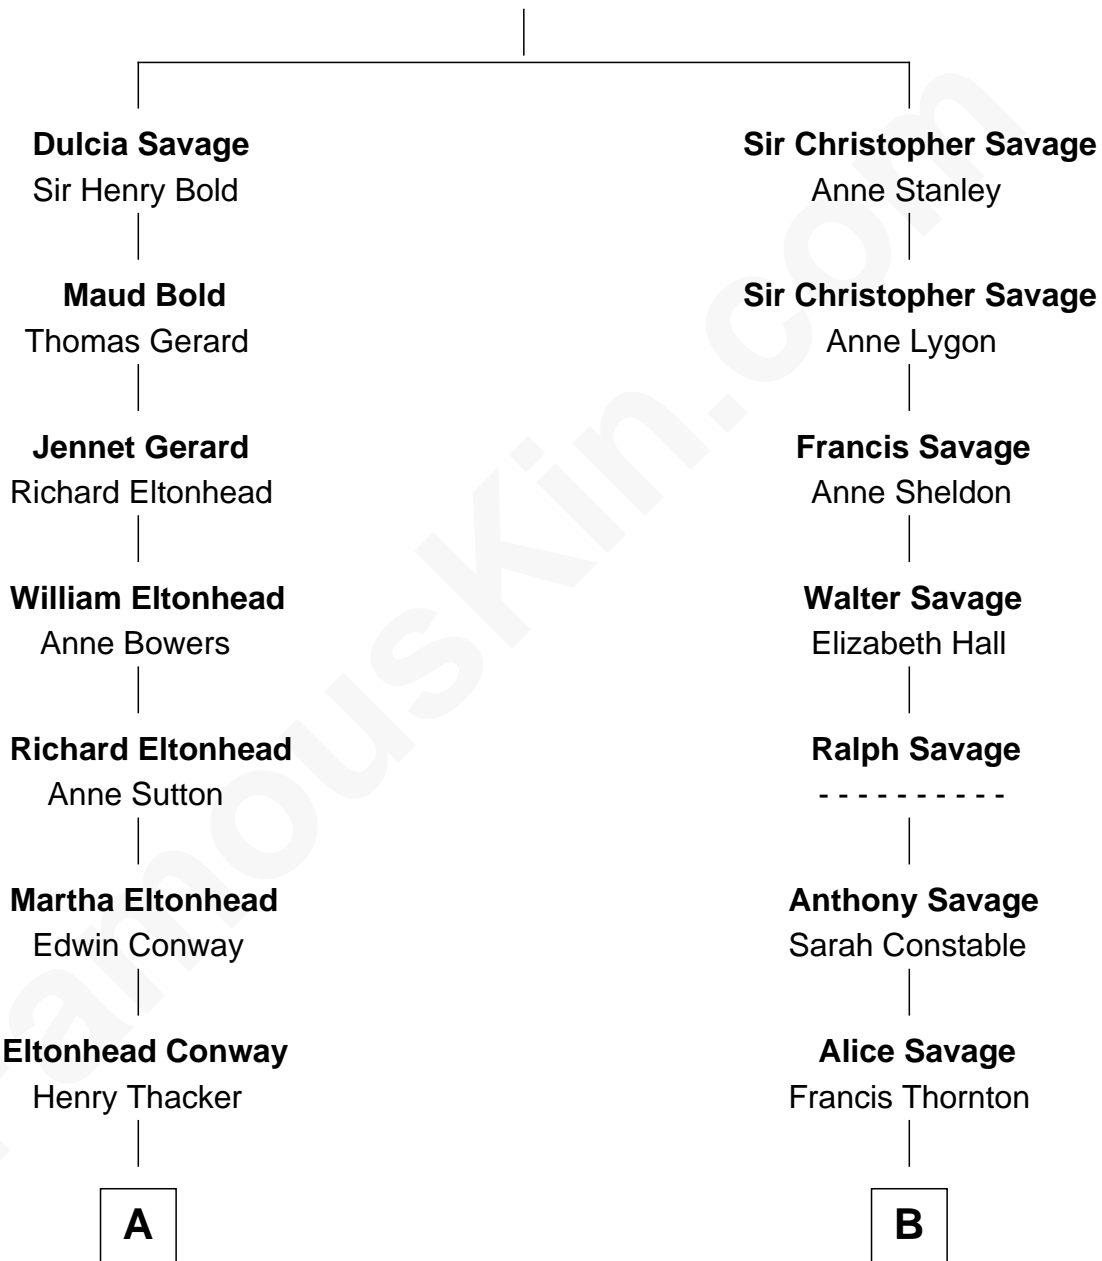 Dulcia Savage
Sir Henry Bold
Maud Bold
Thomas Gerard
Jennet Gerard
Richard Eltonhead
William Eltonhead
Anne Bowers
Richard Eltonhead
Anne Sutton
Martha Eltonhead
Edwin Conway
Eltonhead Conway
Henry Thacker
A
Sir Christopher Savage
Anne Stanley
Sir Christopher Savage
Anne Lygon
Francis Savage
Anne Sheldon
Walter Savage
Elizabeth Hall
Ralph Savage
- - - - - - - - - -
Anthony Savage
Sarah Constable
Alice Savage
Francis Thornton
B
FamousKin.com